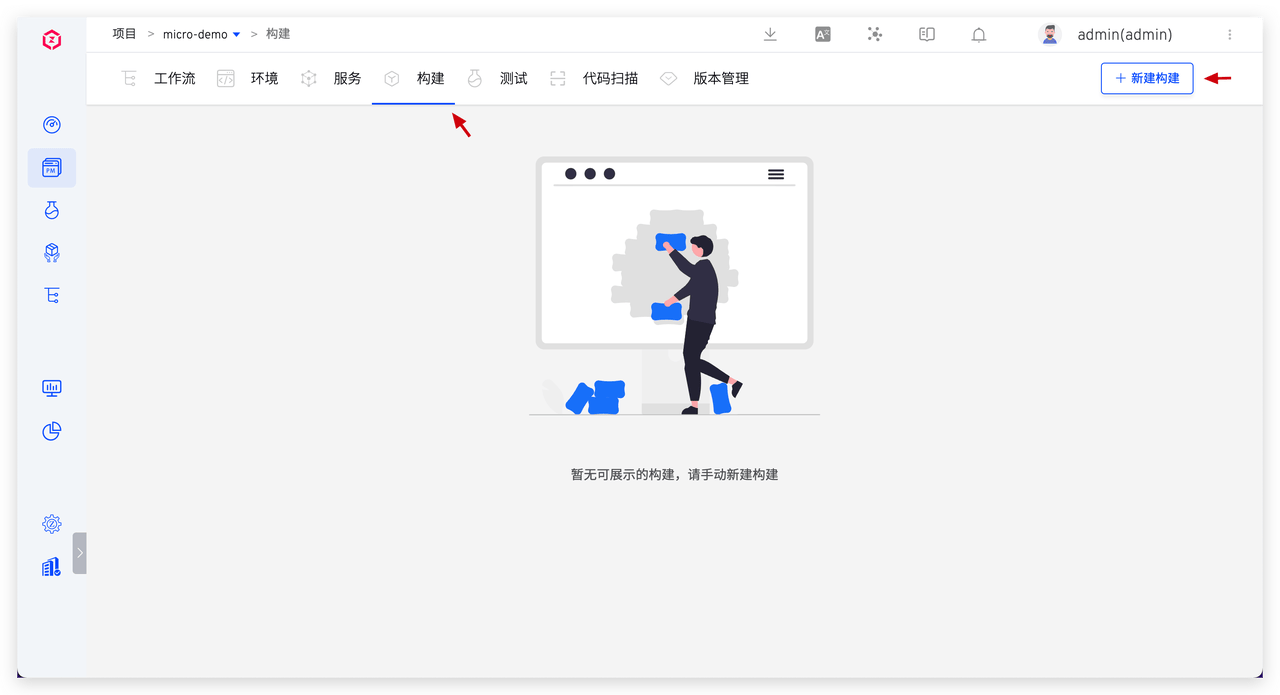 项目 > micro-demo > 构建
admin(admin)
工作流 环境 服务 构建 测试 代码扫描 版本管理
+ 新建构建
PM
暂无可展示的构建，请手动新建构建